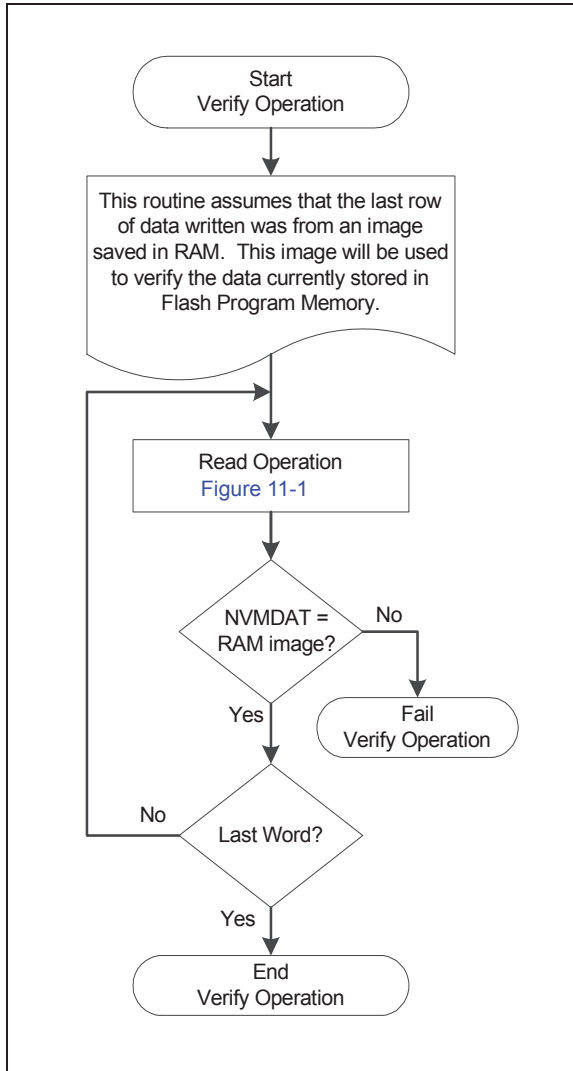 Start
Verify Operation
This routine assumes that the last row
of data written was from an image
saved in RAM. This image will be used
to verify the data currently stored in
Flash Program Memory.
Read Operation
Figure 11-1
NVMDAT =
RAM image?
No
Yes
Fail
Verify Operation
No
Last Word?
Yes
End
Verify Operation